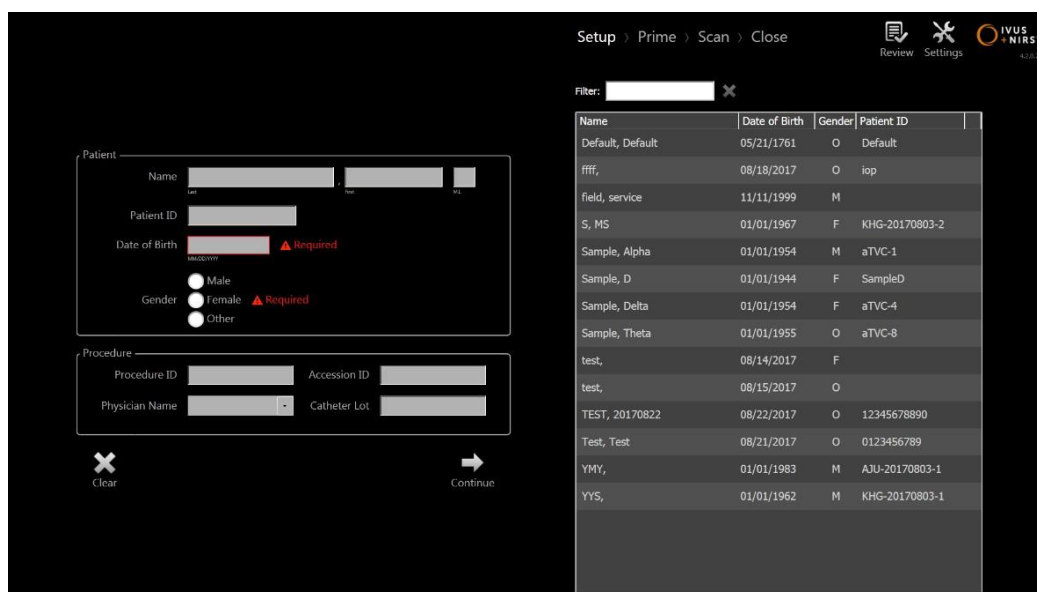 Setup › Prime › Scan › Close
Review
Settings
IVUS
+NIRS
Filter:
Name Date of Birth Gender Patient ID
Default, Default 05/21/1761 O Default
ffff, 08/18/2017 O iop
field, service 11/11/1999 M
S, MS 01/01/1967 F KHG-20170803-2
Sample, Alpha 01/01/1954 M aTVC-1
Sample, D 01/01/1944 F SampleD
Sample, Delta 01/01/1954 F aTVC-4
Sample, Theta 01/01/1955 O aTVC-8
test, 08/14/2017 F
test, 08/15/2017 O
TEST, 20170822 08/22/2017 O 12345678890
Test, Test 08/21/2017 O 0123456789
YMY, 01/01/1983 M AJU-20170803-1
YYS, 01/01/1962 M KHG-20170803-1
Patient
Name ,
Last First M.I.
Patient ID
Date of Birth Required
MM/DD/YYYY
Male
Gender Female Required
Other
Procedure
Procedure ID Accession ID
Physician Name Catheter Lot
Clear Continue